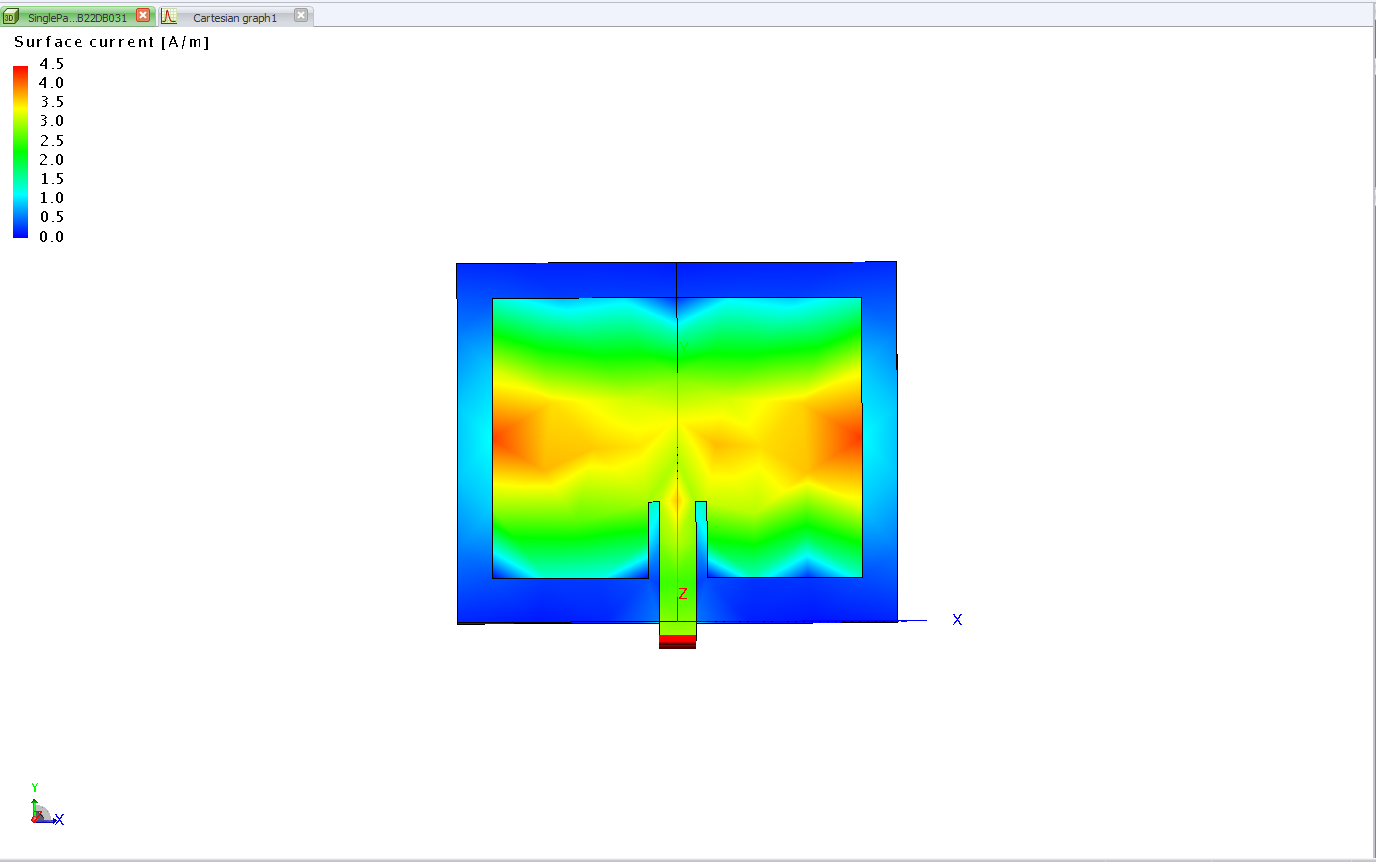 SinglePa...B22DB031
Cartesian graph1
Surface current [A/m]
4.5
4.0
3.5
3.0
2.5
2.0
1.5
1.0
0.5
0.0
Z
X
Y
X